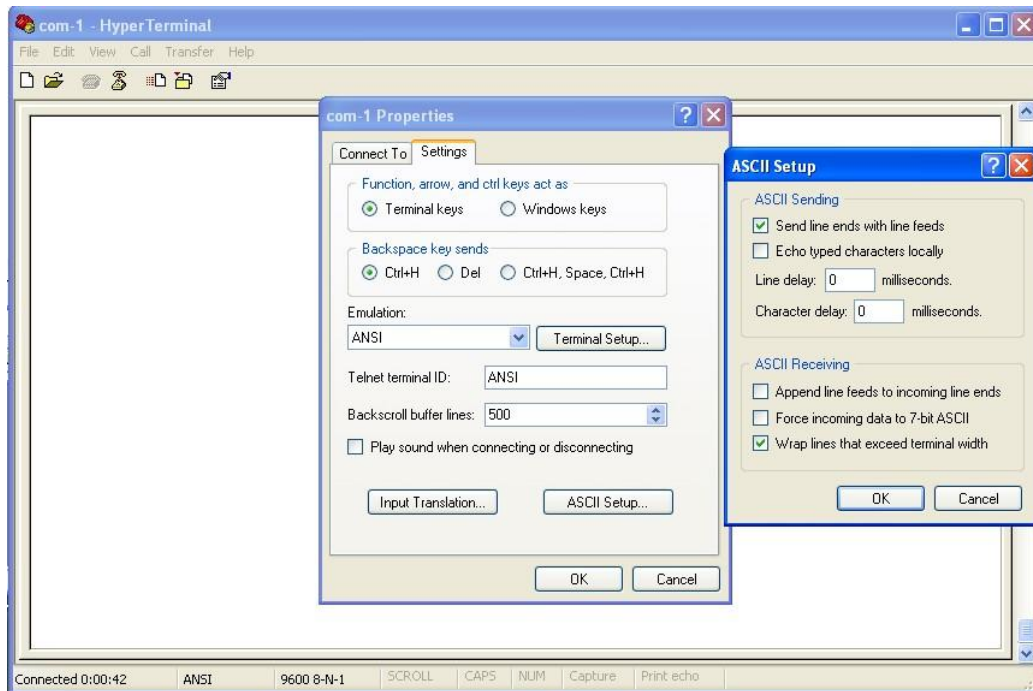 com-1 - HyperTerminal
File Edit View Call Transfer Help
com-1 Properties
Connect To Settings
Function, arrow, and ctrl keys act as
Terminal keys Windows keys
Backspace key sends
Ctrl+H Del Ctrl+H, Space, Ctrl+H
Emulation:
ANSI Terminal Setup...
Telnet terminal ID: ANSI
Backscroll buffer lines: 500
Play sound when connecting or disconnecting
Input Translation... ASCII Setup...
OK Cancel
ASCII Setup
ASCII Sending
Send line ends with line feeds
Echo typed characters locally
Line delay: 0 milliseconds.
Character delay: 0 milliseconds.
ASCII Receiving
Append line feeds to incoming line ends
Force incoming data to 7-bit ASCII
Wrap lines that exceed terminal width
OK Cancel
Connected 0:00:42 ANSI 9600 8-N-1 SCROLL CAPS NUM Capture Print echo